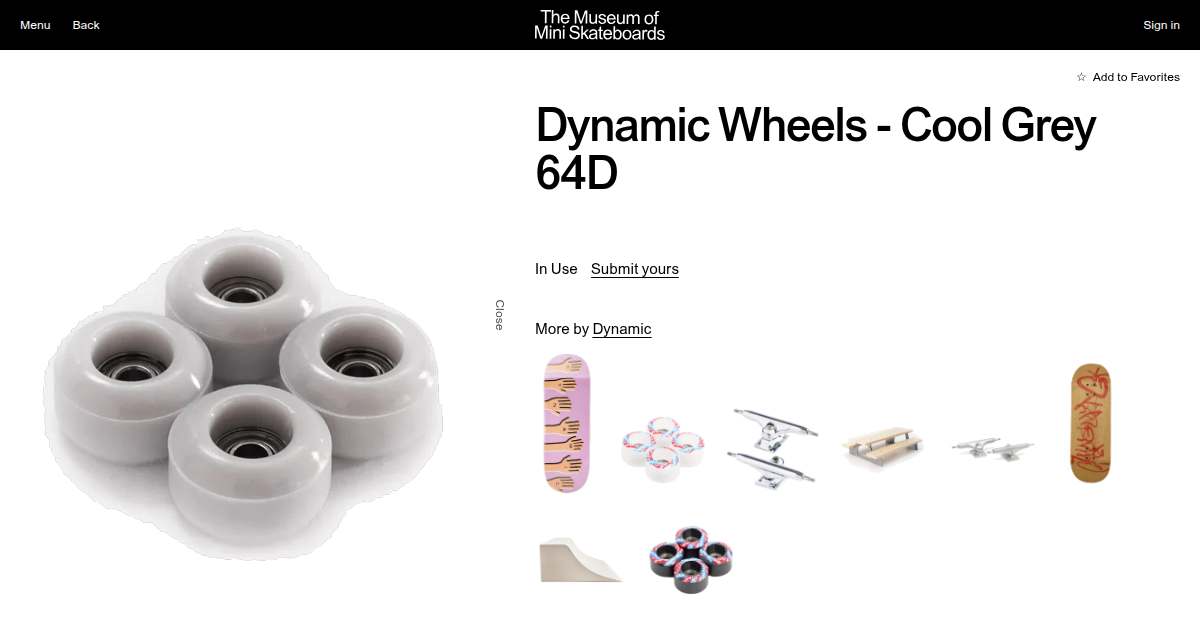 Menu
Back
The Museum of
Mini Skateboards
Sign in
☆ Add to Favorites
Dynamic Wheels - Cool Grey
64D
In Use Submit yours
Close
More by Dynamic